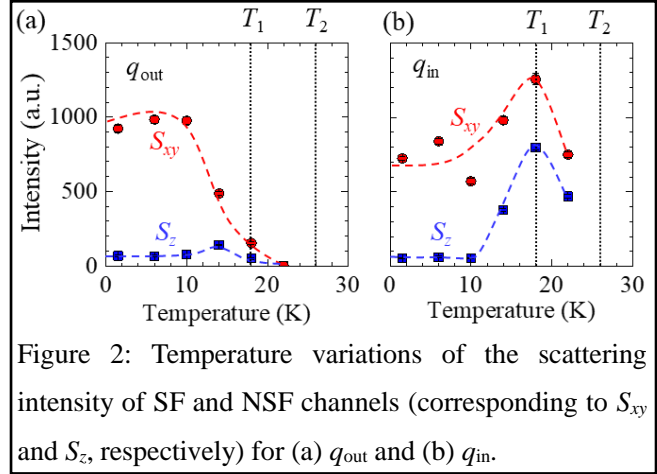 (a) T1 T2 (b) T1 T2
1500
qout qin
1000
Sxy Sxy
500
Sz Sz
0
0 10 20 30 0 10 20 30
Intensity (a.u.)
Temperature (K) Temperature (K)
Figure 2: Temperature variations of the scattering
intensity of SF and NSF channels (corresponding to Sxy
and Sz, respectively) for (a) qout and (b) qin.